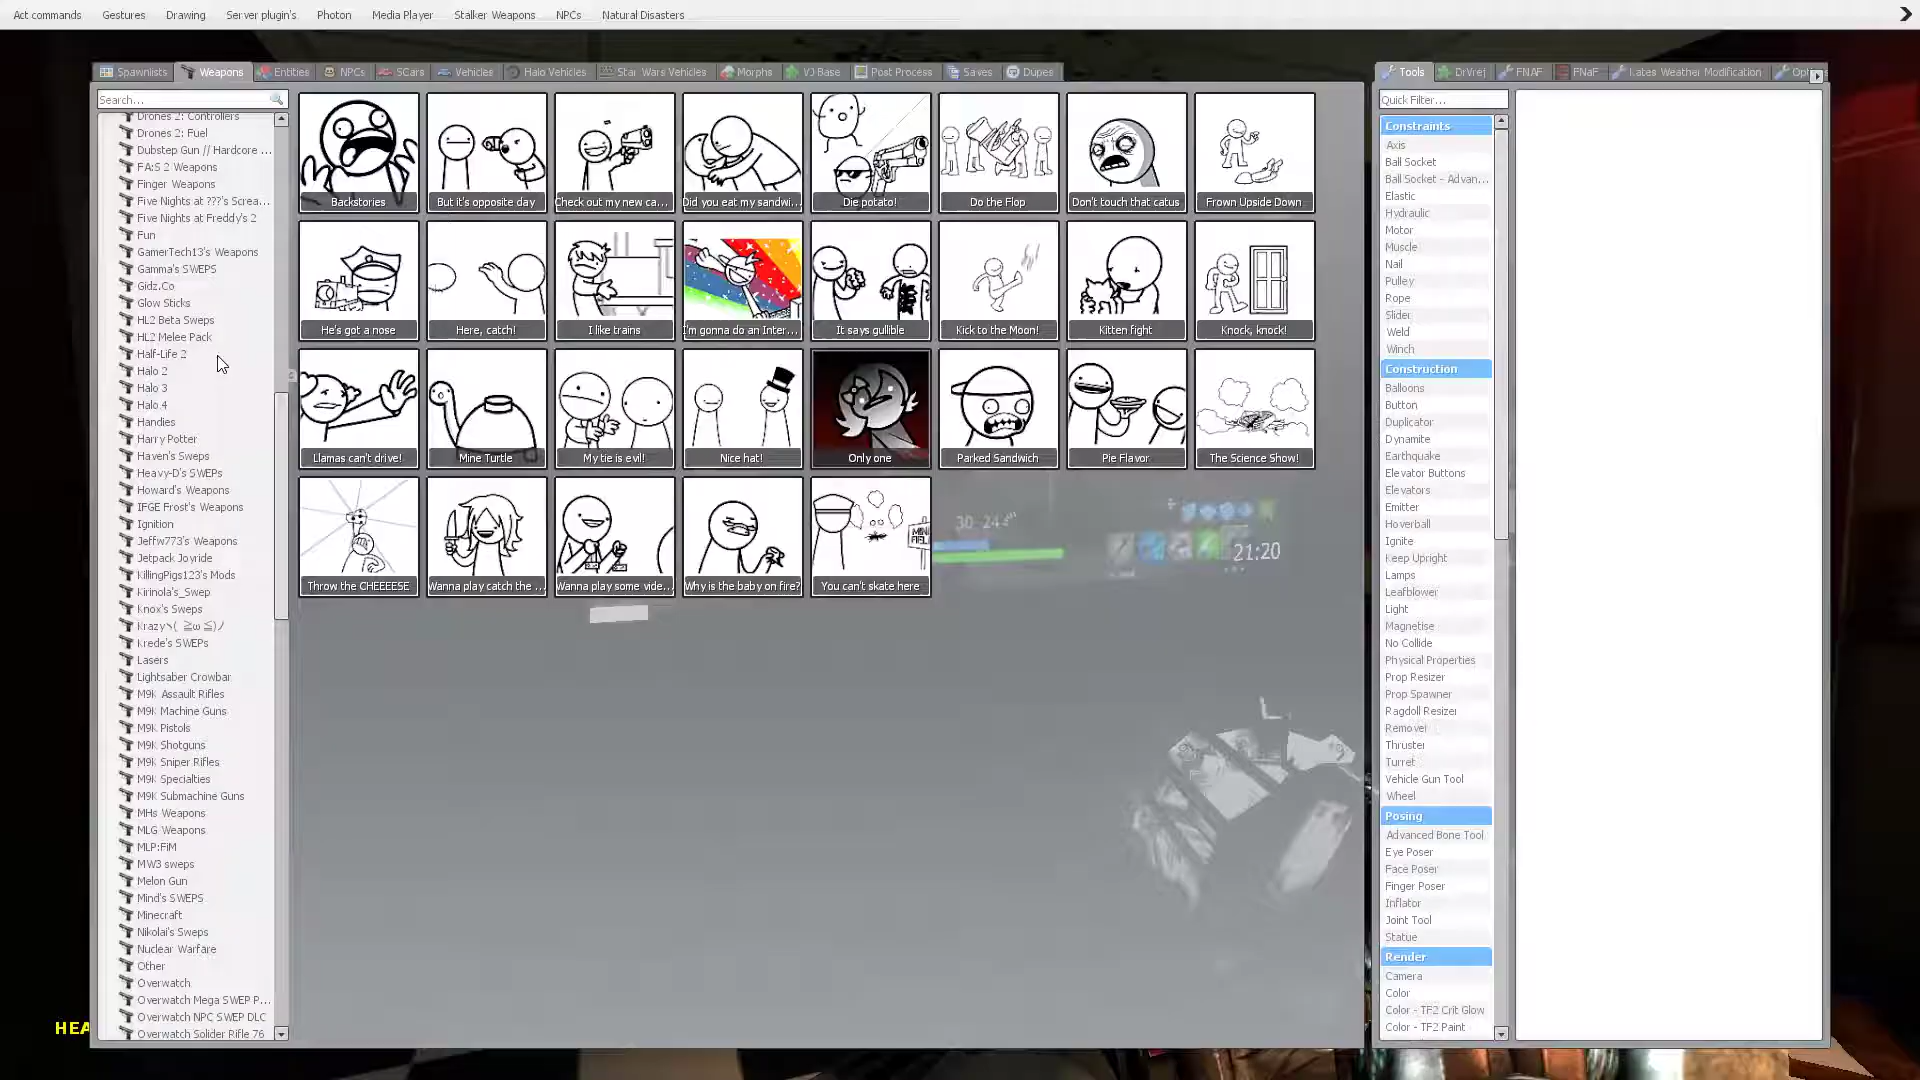 Act commands
Gestures
Drawing
Server plugin's
Photon
Media Player
Stalker Weapons
NPCs
Natural Disasters
Spawnlists
Weapons
Entities
NPCs
SCars
Vehicles
Halo Vehicles
Star Wars Vehicles
Morphs
VJ Base
Post Process
Saves
Dupes
Search...
Drones 2: Controllers
Drones 2: Fuel
Dubstep Gun // Hardcore ...
FA:S 2 Weapons
Finger Weapons
Five Nights at ???'s Screa...
Five Nights at Freddy's 2
Fun
GamerTech13's Weapons
Gamma's SWEPS
Gidz.Co
Glow Sticks
HL2 Beta Sweps
HL2 Melee Pack
Half-Life 2
Halo 2
Halo 3
Halo 4
Handies
Harry Potter
Haven's Sweps
Heavy-D's SWEPs
Howard's Weapons
IFGE Frost's Weapons
Ignition
Jeffw773's Weapons
Jetpack Joyride
KillingPigs123's Mods
Kirinola's_Swep
Knox's Sweps
Krazyヽ( ≧ω≦)ノ
Krede's SWEPs
Lasers
Lightsaber Crowbar
M9K Assault Rifles
M9K Machine Guns
M9K Pistols
M9K Shotguns
M9K Sniper Rifles
M9K Specialties
M9K Submachine Guns
MHs Weapons
MLG Weapons
MLP:FiM
MW3 sweps
Melon Gun
Mind's SWEPS
Minecraft
Nikolai's Sweps
Nuclear Warfare
Other
Overwatch
Overwatch Mega SWEP P...
Overwatch NPC SWEP DLC
Overwatch Solider Rifle 76
Backstories
But it's opposite day
Check out my new ca...
Did you eat my sandwi...
Die potato!
Do the Flop
Don't touch that catus
Frown Upside Down
He's got a nose
Here, catch!
I like trains
I'm gonna do an Inter...
It says gullible
Kick to the Moon!
Kitten fight
Knock, knock!
Llamas can't drive!
Mine Turtle
My tie is evil!
Nice hat!
Only one
Parked Sandwich
Pie Flavor
The Science Show!
Throw the CHEEEESE
Wanna play catch the ...
Wanna play some vide...
Why is the baby on fire?
You can't skate here
21:20
HEA
Tools
DrVrej
FNAF
FNaF
Kates Weather Modification
Quick Filter...
Constraints
Axis
Ball Socket
Ball Socket - Advan...
Elastic
Hydraulic
Motor
Muscle
Nail
Pulley
Rope
Slider
Weld
Winch
Construction
Balloons
Button
Duplicator
Dynamite
Earthquake
Elevator Buttons
Elevators
Emitter
Hoverball
Ignite
Keep Upright
Lamps
Leafblower
Light
Magnetise
No Collide
Physical Properties
Prop Resizer
Prop Spawner
Ragdoll Resizer
Remover
Thruster
Turret
Vehicle Gun Tool
Wheel
Posing
Advanced Bone Tool
Eye Poser
Face Poser
Finger Poser
Inflator
Joint Tool
Statue
Render
Camera
Color
Color - TF2 Crit Glow
Color - TF2 Paint